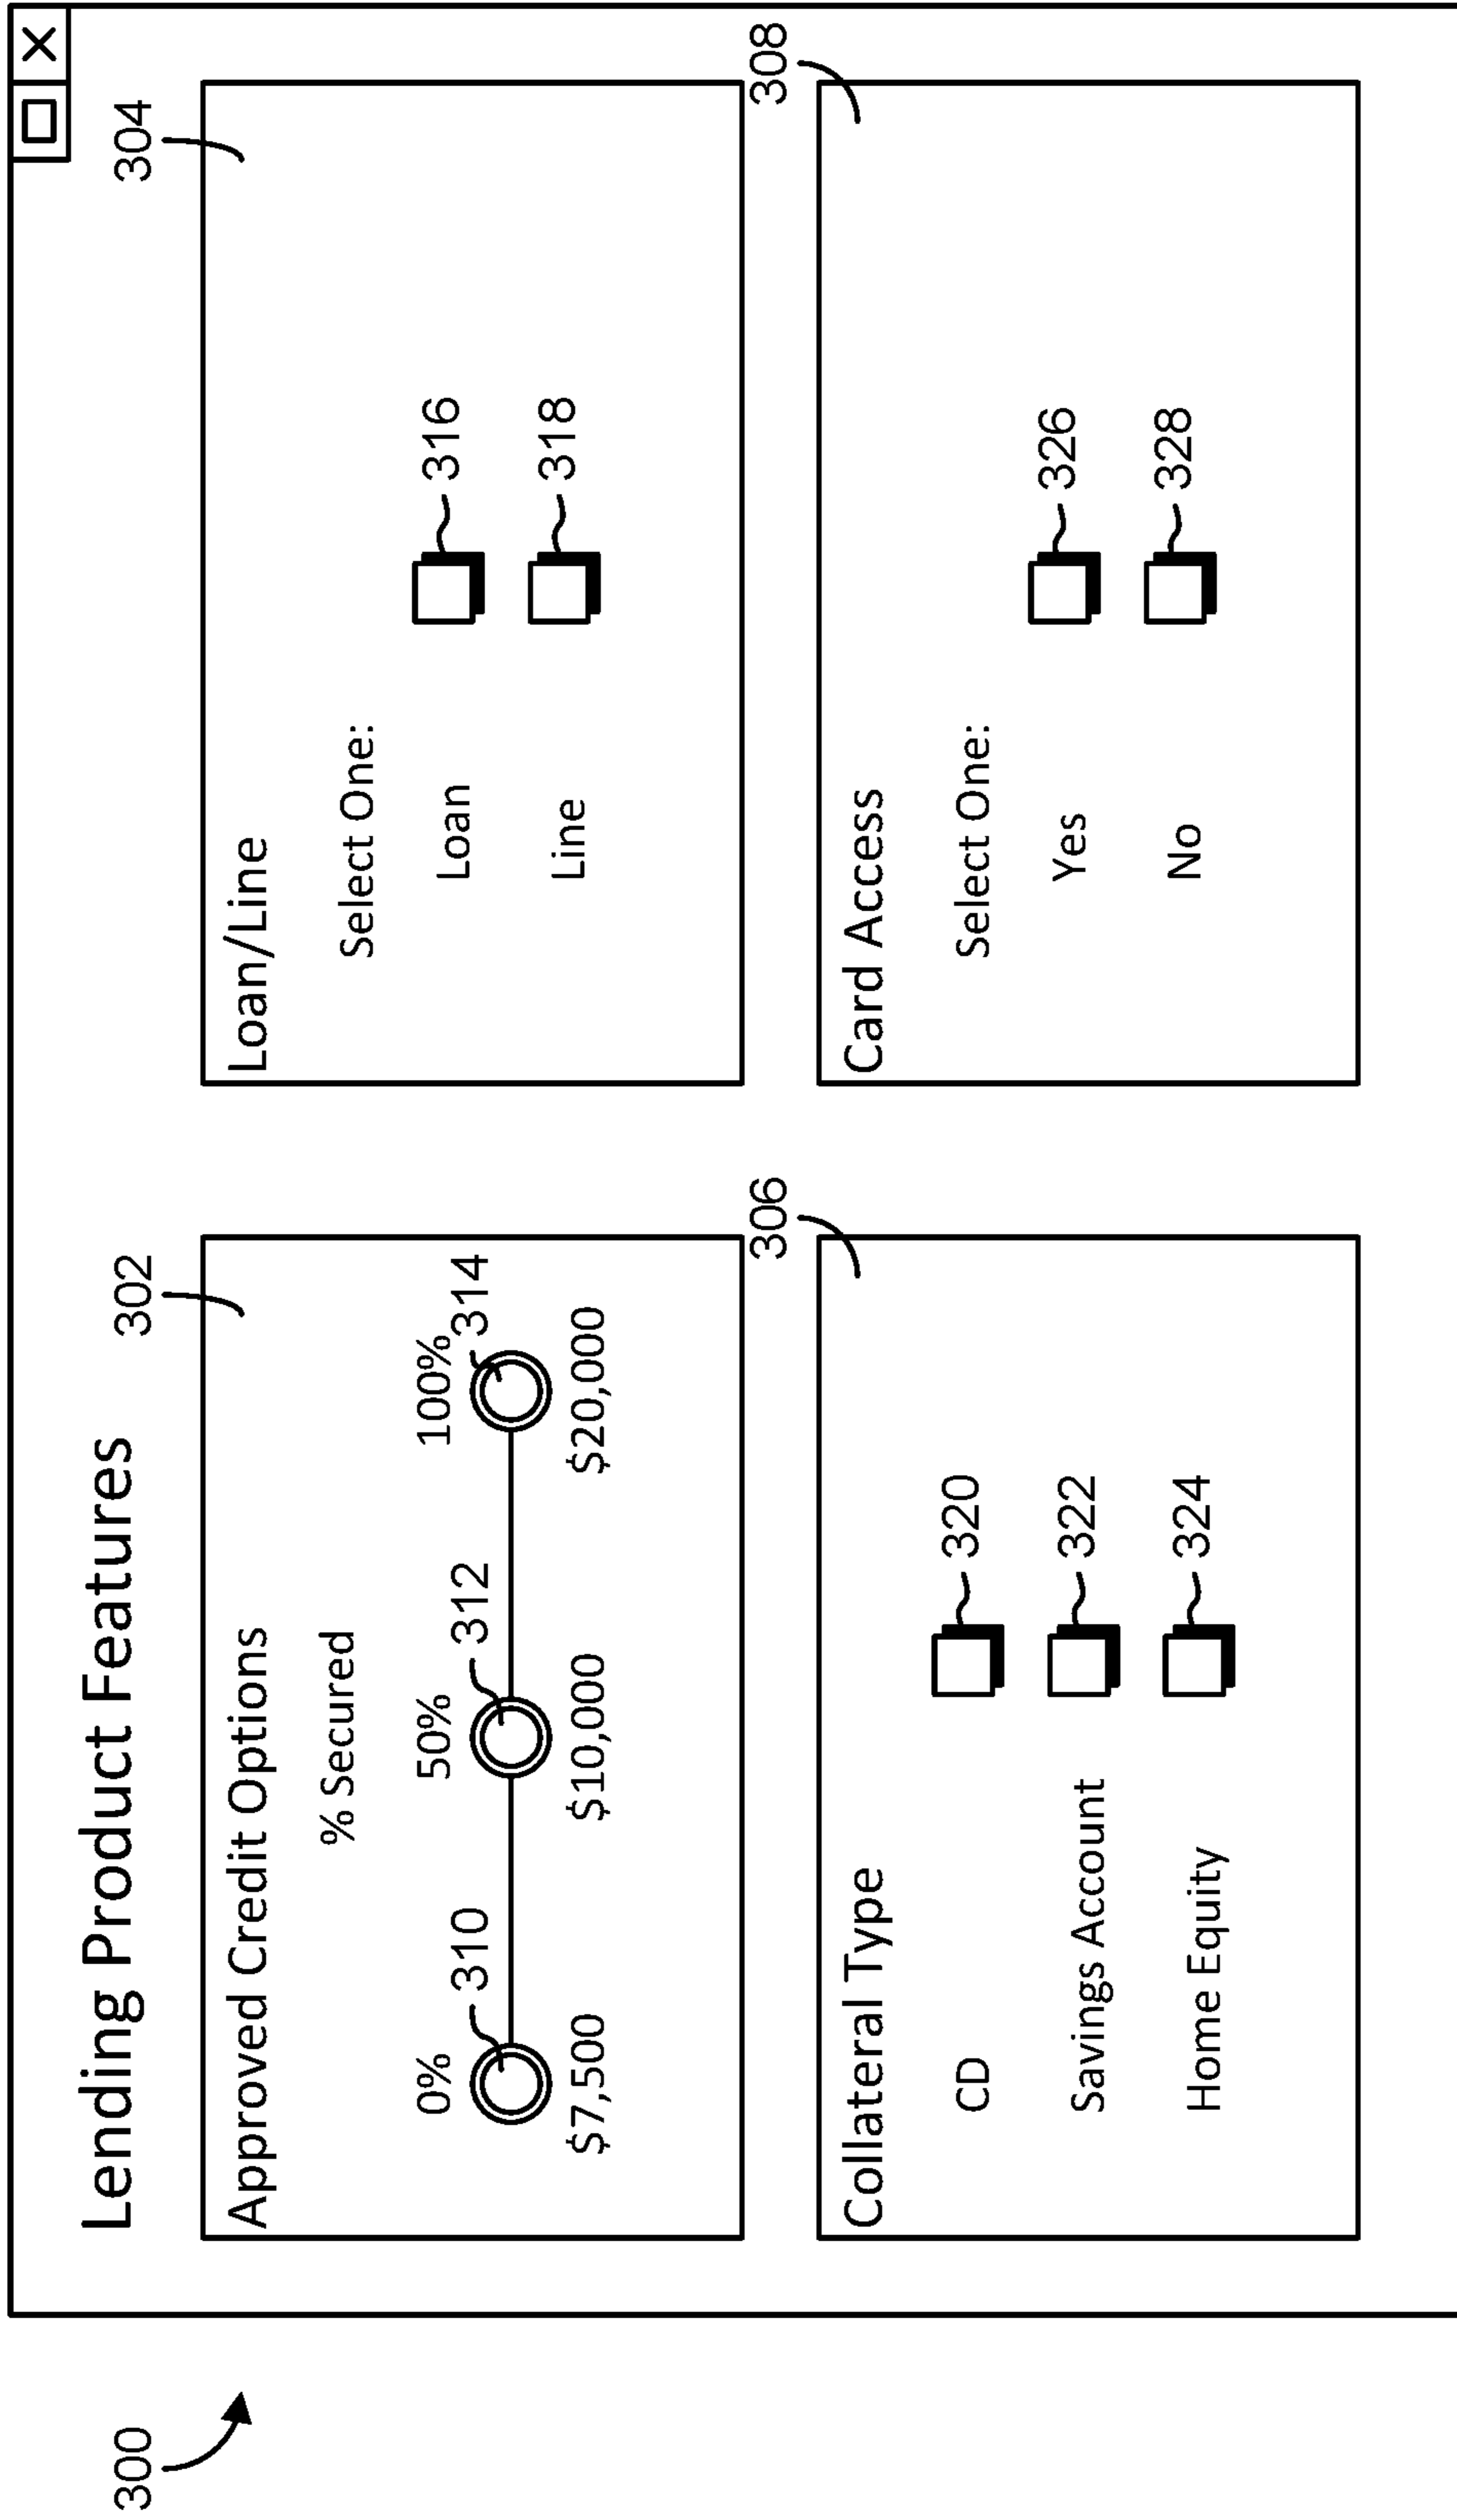 300
Lending Product Features
302
304
Approved Credit Options
% Secured
0%
50%
100%
310
312
314
$7,500
$10,000
$20,000
Loan/Line
Select One:
Loan
316
Line
318
306
308
Collateral Type
CD
320
Savings Account
322
Home Equity
324
Card Access
Select One:
Yes
326
No
328